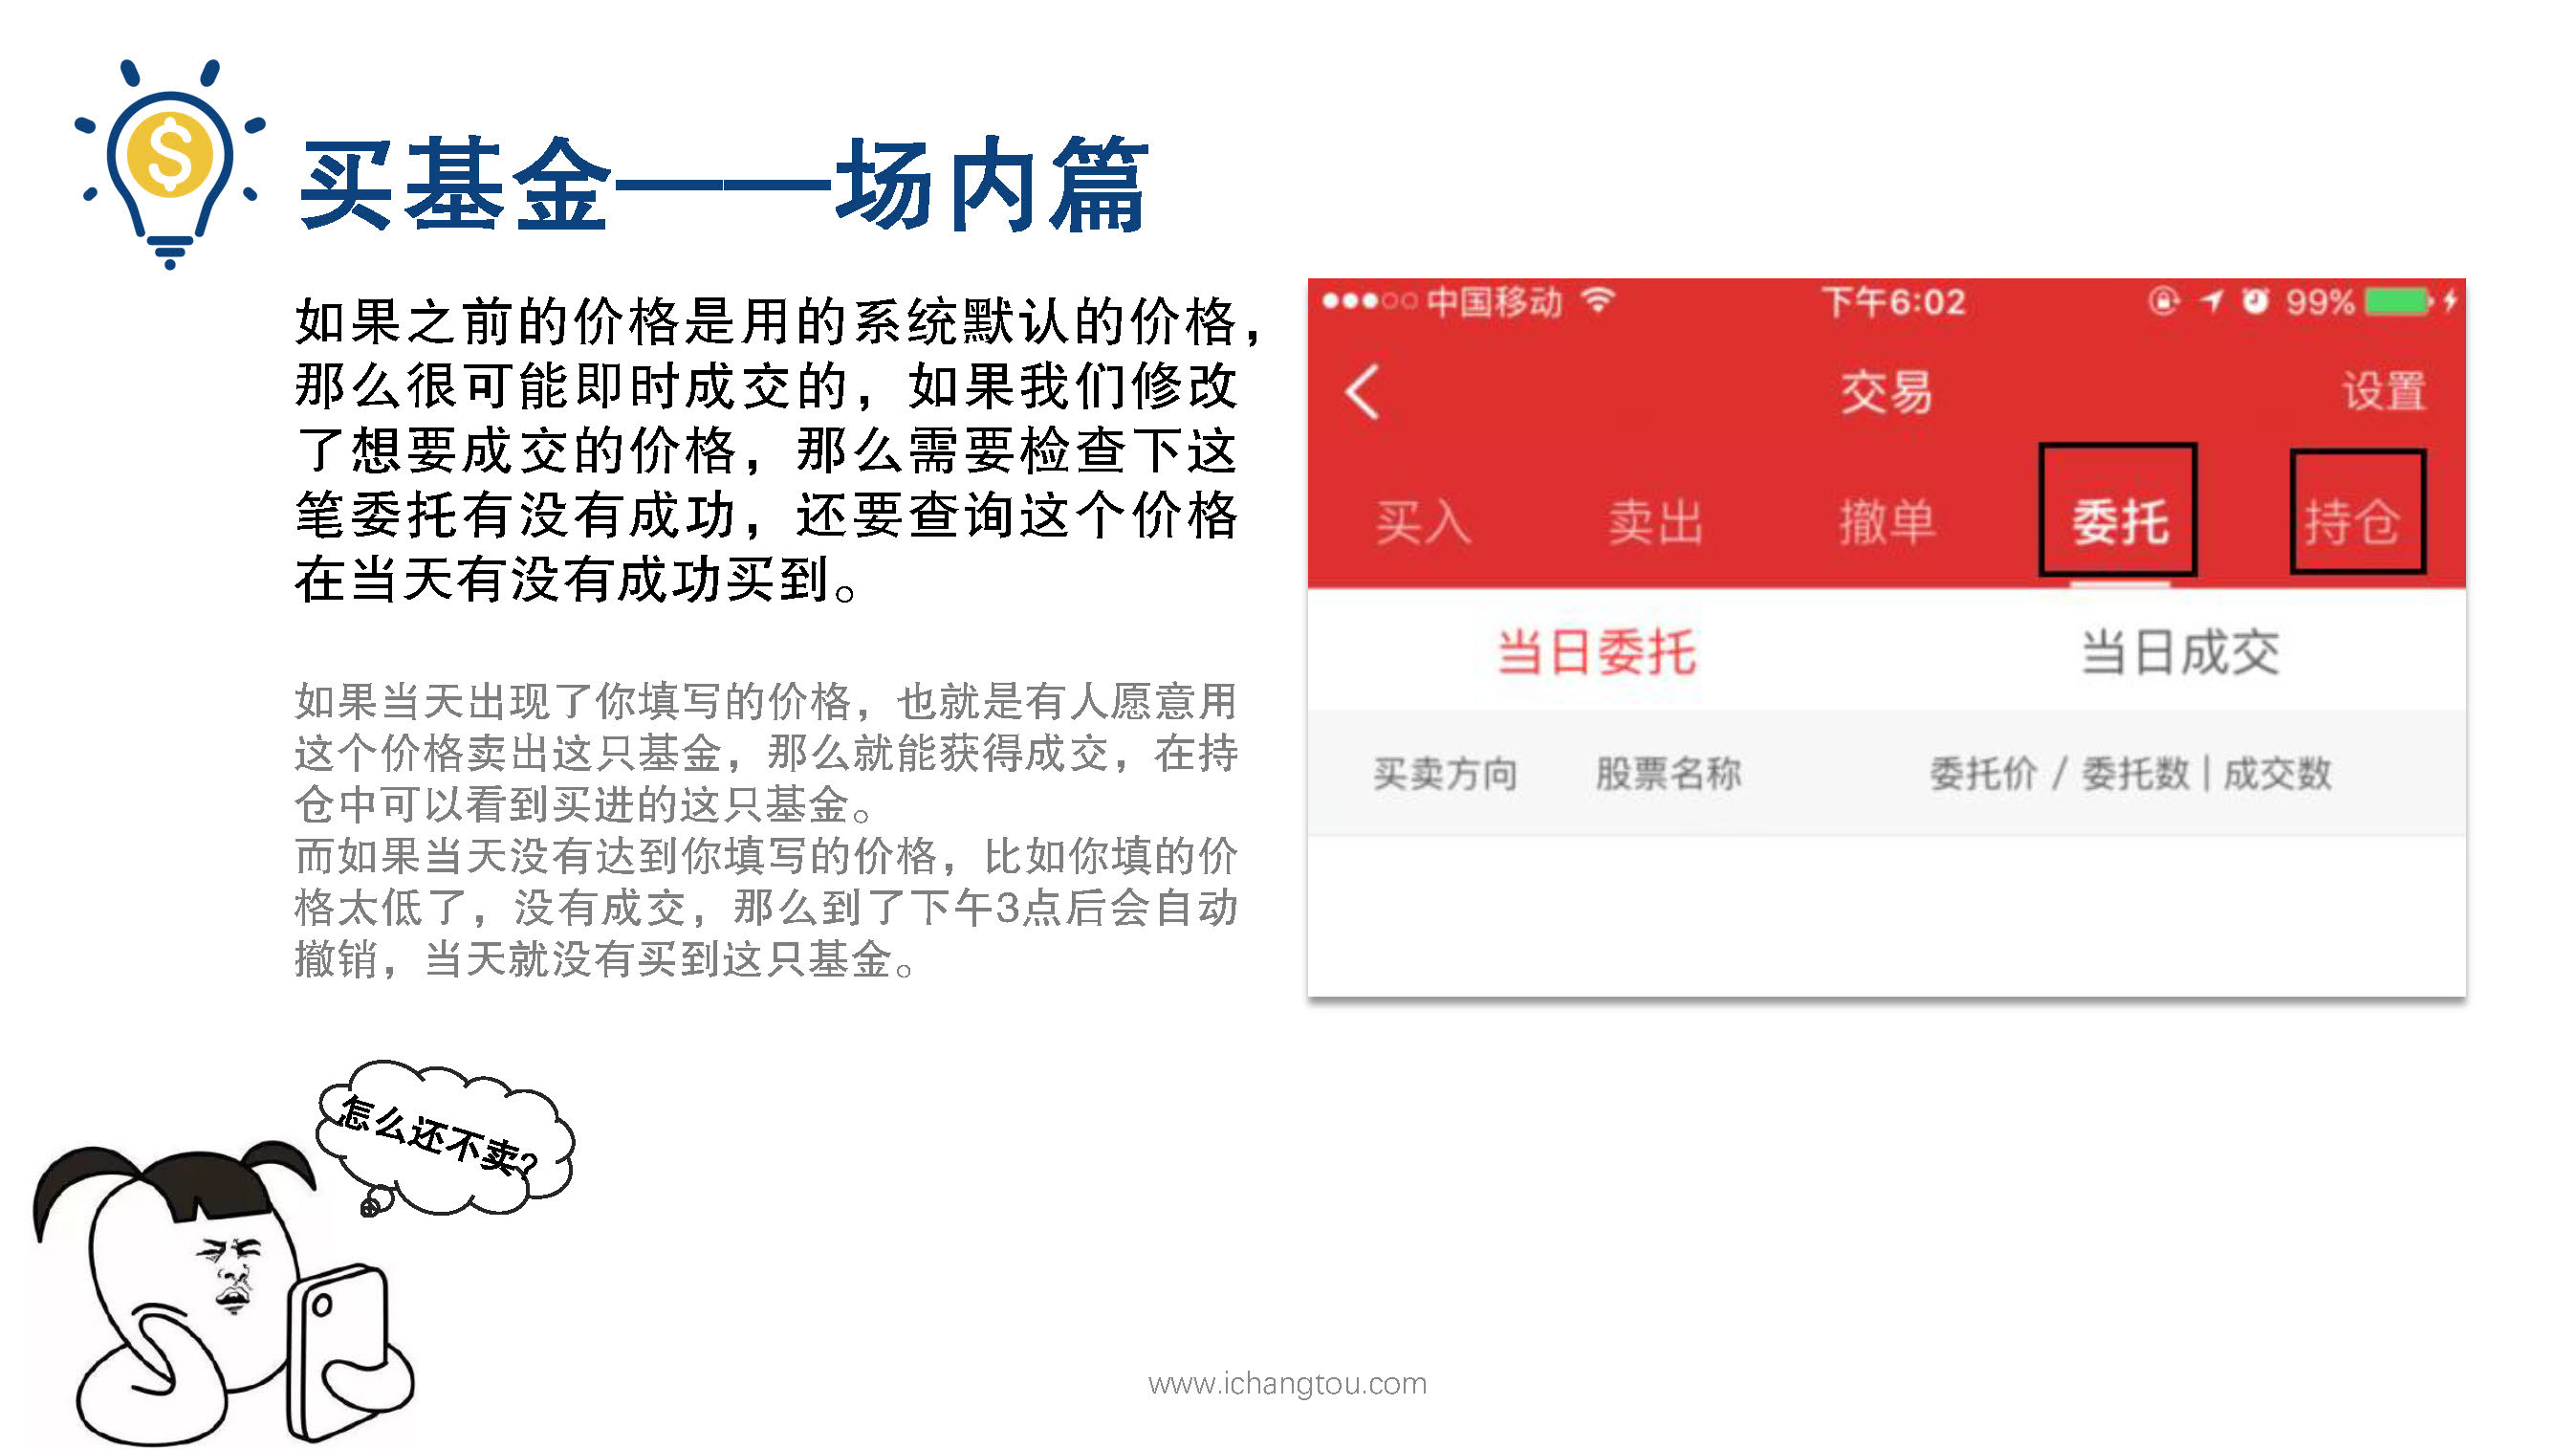 买基金——场内篇
如果之前的价格是用的系统默认的价格，
那么很可能即时成交的，如果我们修改
了想要成交的价格，那么需要检查下这
笔委托有没有成功，还要查询这个价格
在当天有没有成功买到。
如果当天出现了你填写的价格，也就是有人愿意用
这个价格卖出这只基金，那么就能获得成交，在持
仓中可以看到买进的这只基金。
而如果当天没有达到你填写的价格，比如你填的价
格太低了，没有成交，那么到了下午3点后会自动
撤销，当天就没有买到这只基金。
中国移动 下午6:02 99%
交易 设置
买入 卖出 撤单 委托 持仓
当日委托 当日成交
买卖方向 股票名称 委托价 / 委托数 | 成交数
怎么还不卖？
www.ichangtou.com